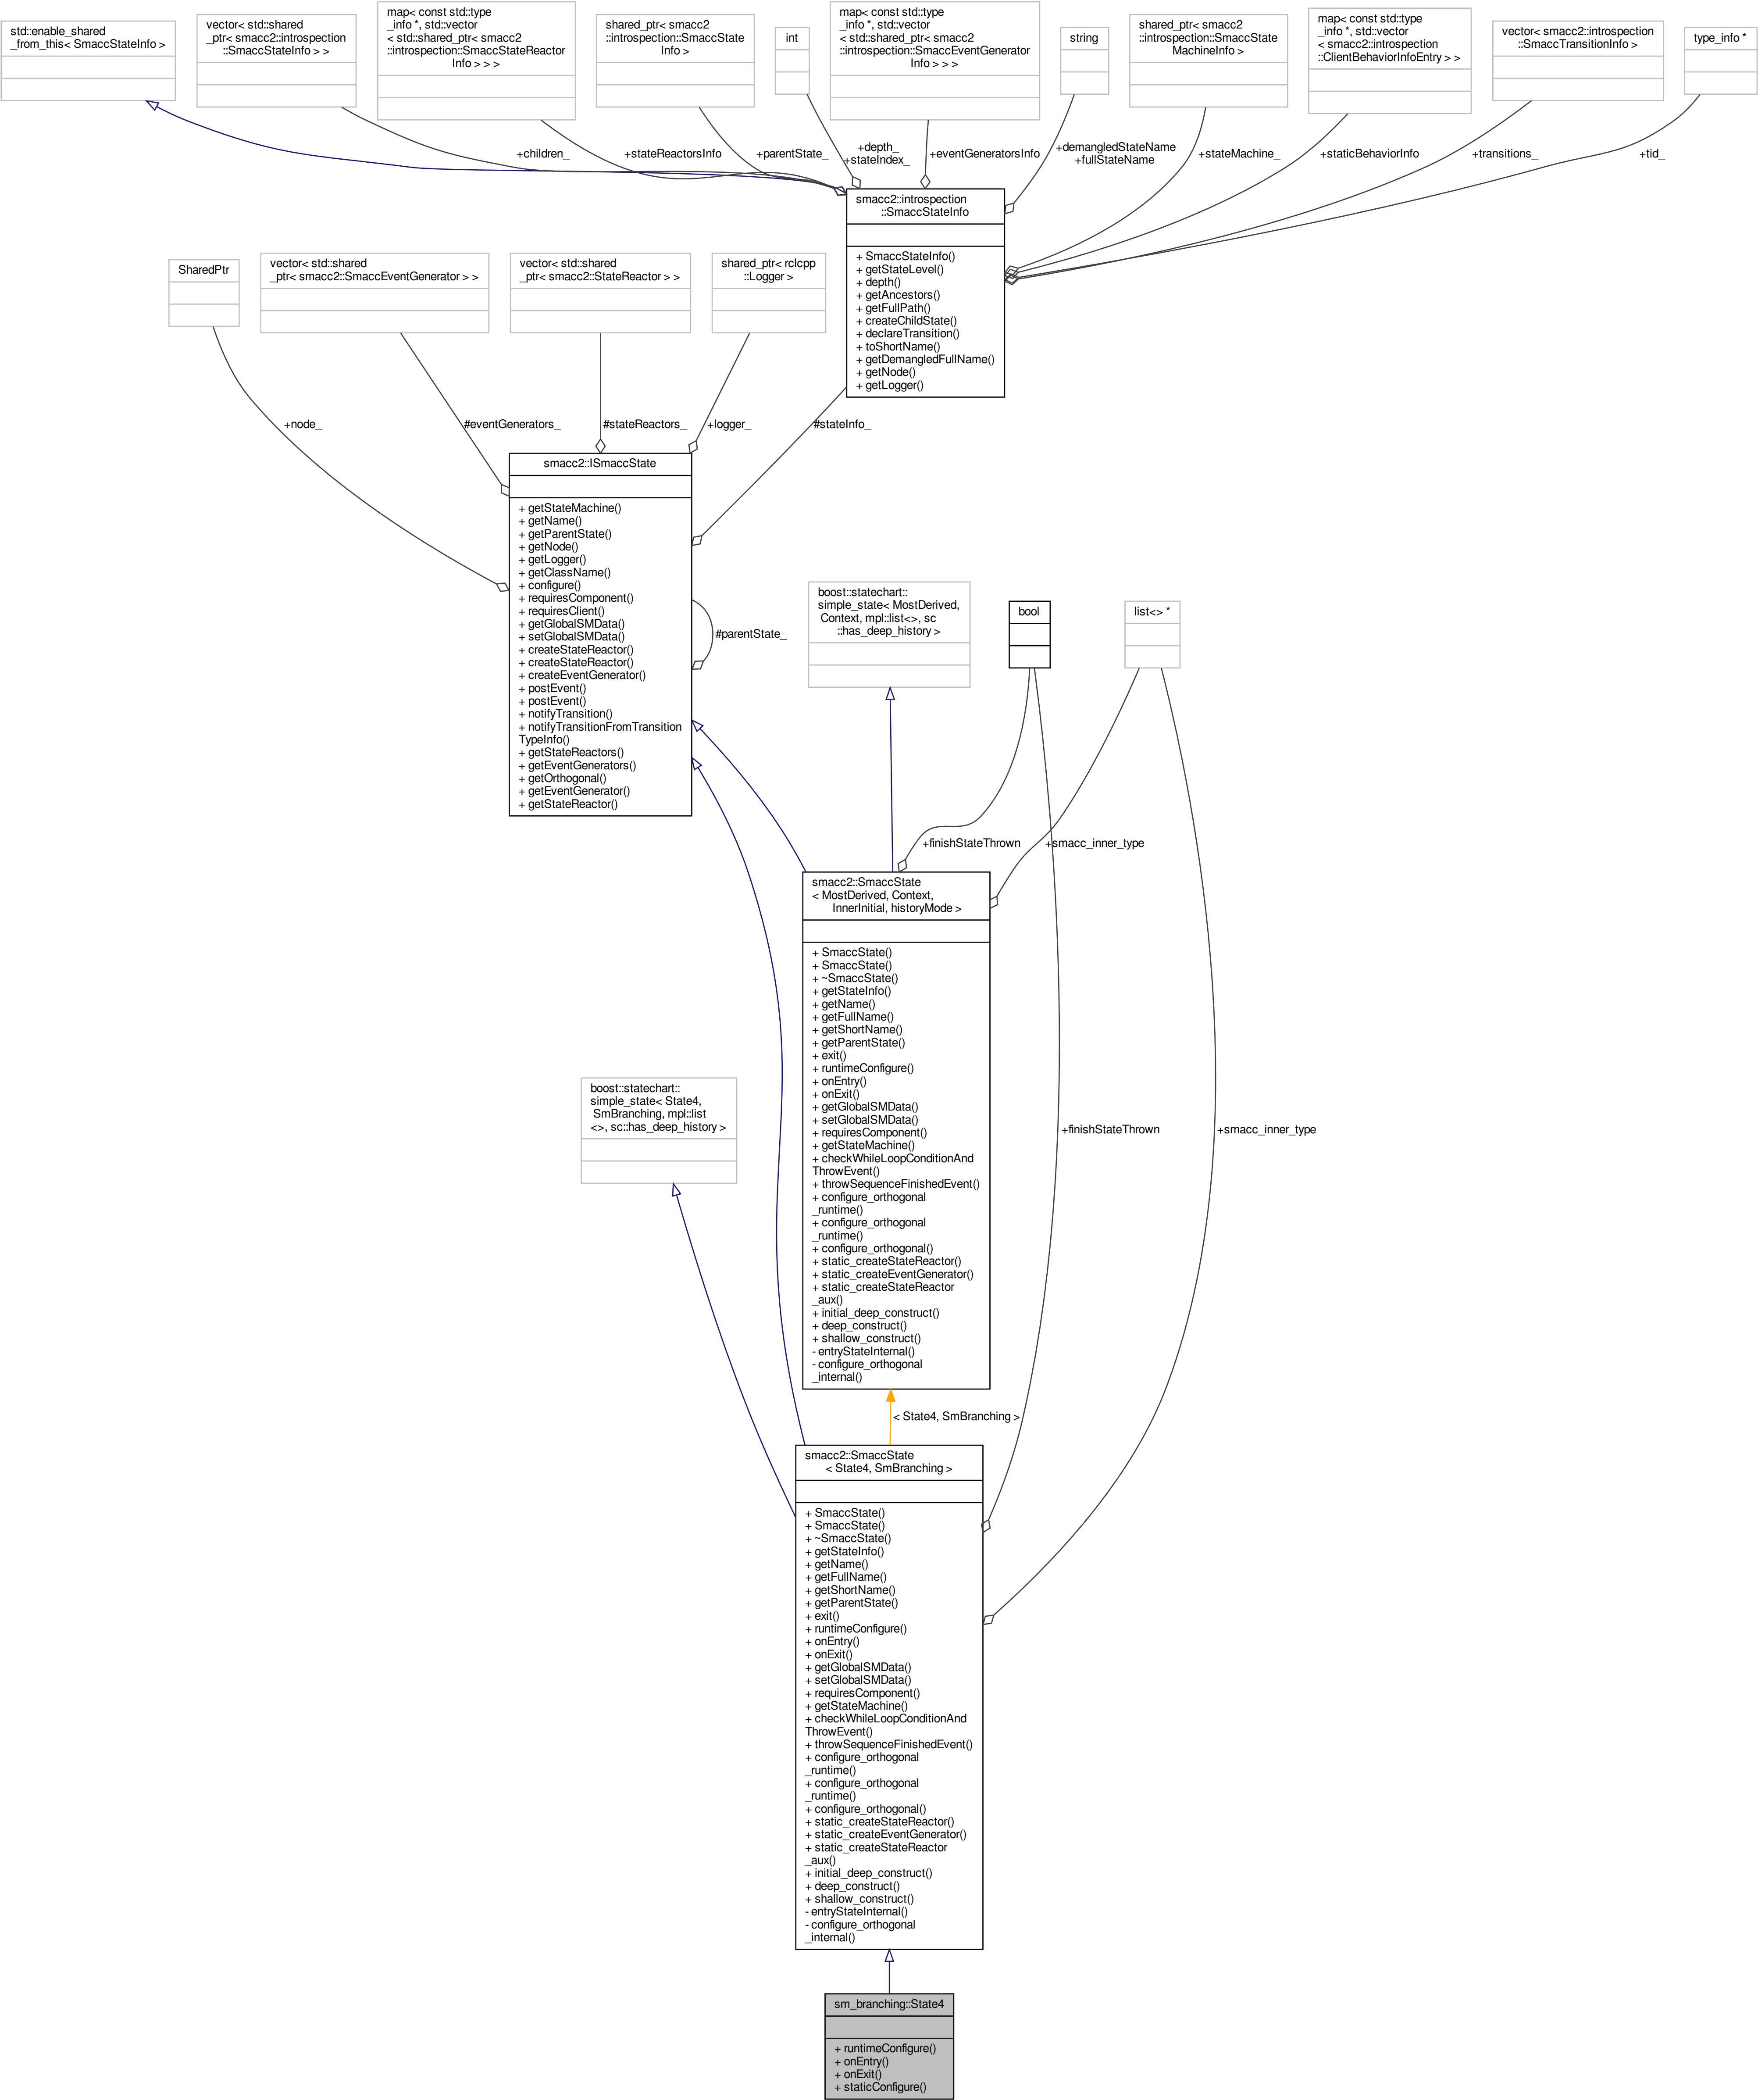 std::enable_shared
_from_this< SmaccStateInfo >
vector< std::shared
_ptr< smacc2::introspection
::SmaccStateInfo > >
map< const std::type
_info *, std::vector
< std::shared_ptr< smacc2
::introspection::SmaccStateReactor
Info > > >
shared_ptr< smacc2
::introspection::SmaccState
Info >
int
map< const std::type
_info *, std::vector
< std::shared_ptr< smacc2
::introspection::SmaccEventGenerator
Info > > >
string
shared_ptr< smacc2
::introspection::SmaccState
MachineInfo >
map< const std::type
_info *, std::vector
< smacc2::introspection
::ClientBehaviorInfoEntry > >
vector< smacc2::introspection
::SmaccTransitionInfo >
type_info *
+children_
+stateReactorsInfo
+parentState_
+depth_
+stateIndex_
+eventGeneratorsInfo
+demangledStateName
+fullStateName
+stateMachine_
+staticBehaviorInfo
+transitions_
+tid_
smacc2::introspection
::SmaccStateInfo
+ SmaccStateInfo()
+ getStateLevel()
+ depth()
+ getAncestors()
+ getFullPath()
+ createChildState()
+ declareTransition()
+ toShortName()
+ getDemangledFullName()
+ getNode()
+ getLogger()
SharedPtr
vector< std::shared
_ptr< smacc2::SmaccEventGenerator > >
vector< std::shared
_ptr< smacc2::StateReactor > >
shared_ptr< rclcpp
::Logger >
+node_
#eventGenerators_
#stateReactors_
+logger_
#stateInfo_
smacc2::ISmaccState
+ getStateMachine()
+ getName()
+ getParentState()
+ getNode()
+ getLogger()
+ getClassName()
+ configure()
+ requiresComponent()
+ requiresClient()
+ getGlobalSMData()
+ setGlobalSMData()
+ createStateReactor()
+ createStateReactor()
+ createEventGenerator()
+ postEvent()
+ postEvent()
+ notifyTransition()
+ notifyTransitionFromTransition
TypeInfo()
+ getStateReactors()
+ getEventGenerators()
+ getOrthogonal()
+ getEventGenerator()
+ getStateReactor()
#parentState_
boost::statechart::
simple_state< MostDerived,
Context, mpl::list<>, sc
::has_deep_history >
bool
list<> *
+finishStateThrown
+smacc_inner_type
smacc2::SmaccState
< MostDerived, Context,
InnerInitial, historyMode >
+ SmaccState()
+ SmaccState()
+ ~SmaccState()
+ getStateInfo()
+ getName()
+ getFullName()
+ getShortName()
+ getParentState()
+ exit()
+ runtimeConfigure()
+ onEntry()
+ onExit()
+ getGlobalSMData()
+ setGlobalSMData()
+ requiresComponent()
+ getStateMachine()
+ checkWhileLoopConditionAnd
ThrowEvent()
+ throwSequenceFinishedEvent()
+ configure_orthogonal
_runtime()
+ configure_orthogonal
_runtime()
+ configure_orthogonal()
+ static_createStateReactor()
+ static_createEventGenerator()
+ static_createStateReactor
_aux()
+ initial_deep_construct()
+ deep_construct()
+ shallow_construct()
- entryStateInternal()
- configure_orthogonal
_internal()
boost::statechart::
simple_state< State4,
SmBranching, mpl::list
<>, sc::has_deep_history >
+finishStateThrown
+smacc_inner_type
< State4, SmBranching >
smacc2::SmaccState
< State4, SmBranching >
+ SmaccState()
+ SmaccState()
+ ~SmaccState()
+ getStateInfo()
+ getName()
+ getFullName()
+ getShortName()
+ getParentState()
+ exit()
+ runtimeConfigure()
+ onEntry()
+ onExit()
+ getGlobalSMData()
+ setGlobalSMData()
+ requiresComponent()
+ getStateMachine()
+ checkWhileLoopConditionAnd
ThrowEvent()
+ throwSequenceFinishedEvent()
+ configure_orthogonal
_runtime()
+ configure_orthogonal
_runtime()
+ configure_orthogonal()
+ static_createStateReactor()
+ static_createEventGenerator()
+ static_createStateReactor
_aux()
+ initial_deep_construct()
+ deep_construct()
+ shallow_construct()
- entryStateInternal()
- configure_orthogonal
_internal()
sm_branching::State4
+ runtimeConfigure()
+ onEntry()
+ onExit()
+ staticConfigure()